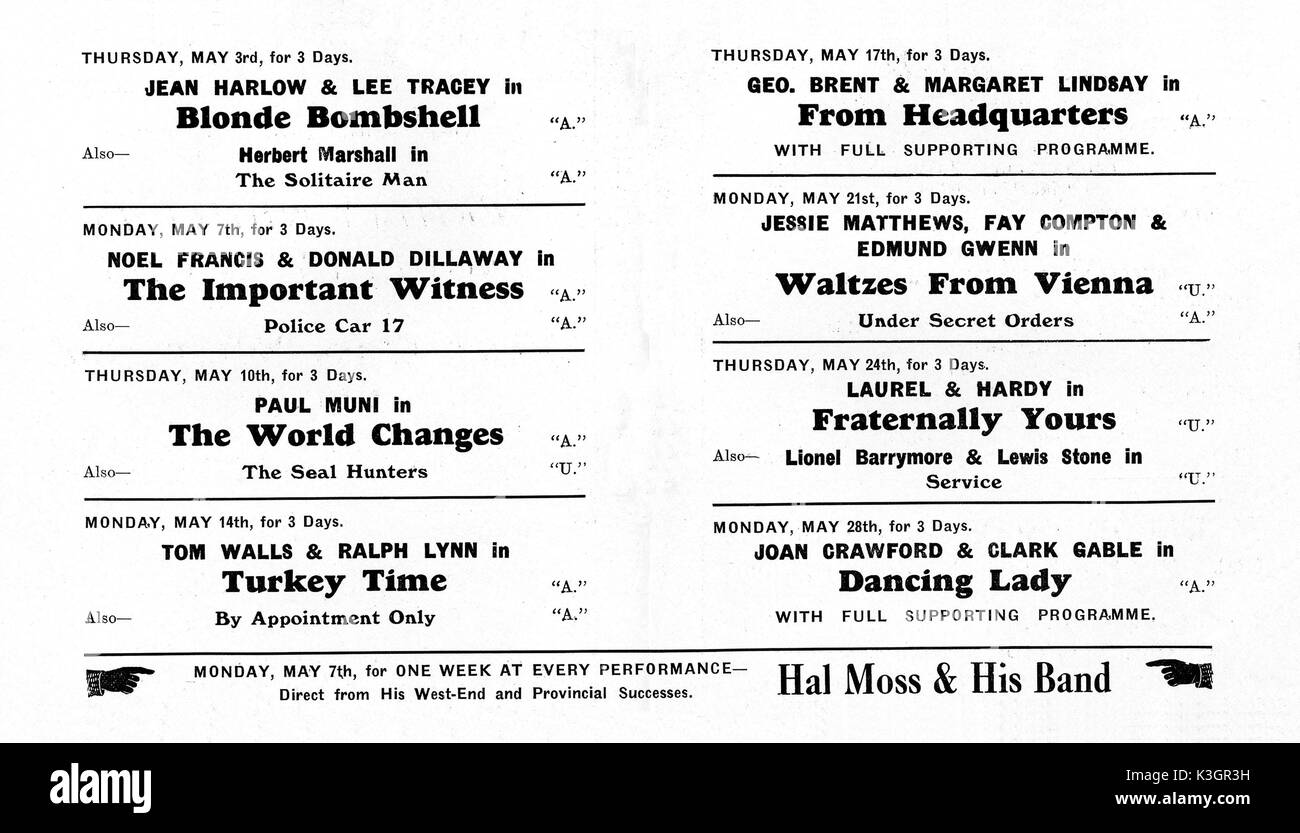 THURSDAY, MAY 3rd, for 3 Days.
JEAN HARLOW & LEE TRACEY in
Blonde Bombshell "A."
Also— Herbert Marshall in
The Solitaire Man "A."
MONDAY, MAY 7th, for 3 Days.
NOEL FRANCIS & DONALD DILLAWAY in
The Important Witness "A."
Also— Police Car 17 "A."
THURSDAY, MAY 10th, for 3 Days.
PAUL MUNI in
The World Changes "A."
Also— The Seal Hunters "U."
MONDAY, MAY 14th, for 3 Days.
TOM WALLS & RALPH LYNN in
Turkey Time "A."
Also— By Appointment Only "A."
THURSDAY, MAY 17th, for 3 Days.
GEO. BRENT & MARGARET LINDSAY in
From Headquarters "A."
WITH FULL SUPPORTING PROGRAMME.
MONDAY, MAY 21st, for 3 Days.
JESSIE MATTHEWS, FAY COMPTON &
EDMUND GWENN in
Waltzes From Vienna "U."
Also— Under Secret Orders "A."
THURSDAY, MAY 24th, for 3 Days.
LAUREL & HARDY in
Fraternally Yours "U."
Also— Lionel Barrymore & Lewis Stone in
Service "U."
MONDAY, MAY 28th, for 3 Days.
JOAN CRAWFORD & CLARK GABLE in
Dancing Lady "A."
WITH FULL SUPPORTING PROGRAMME.
MONDAY, MAY 7th, for ONE WEEK AT EVERY PERFORMANCE—
Direct from His West-End and Provincial Successes.
Hal Moss & His Band
alamy stock photo
K3GR3H
www.alamy.com